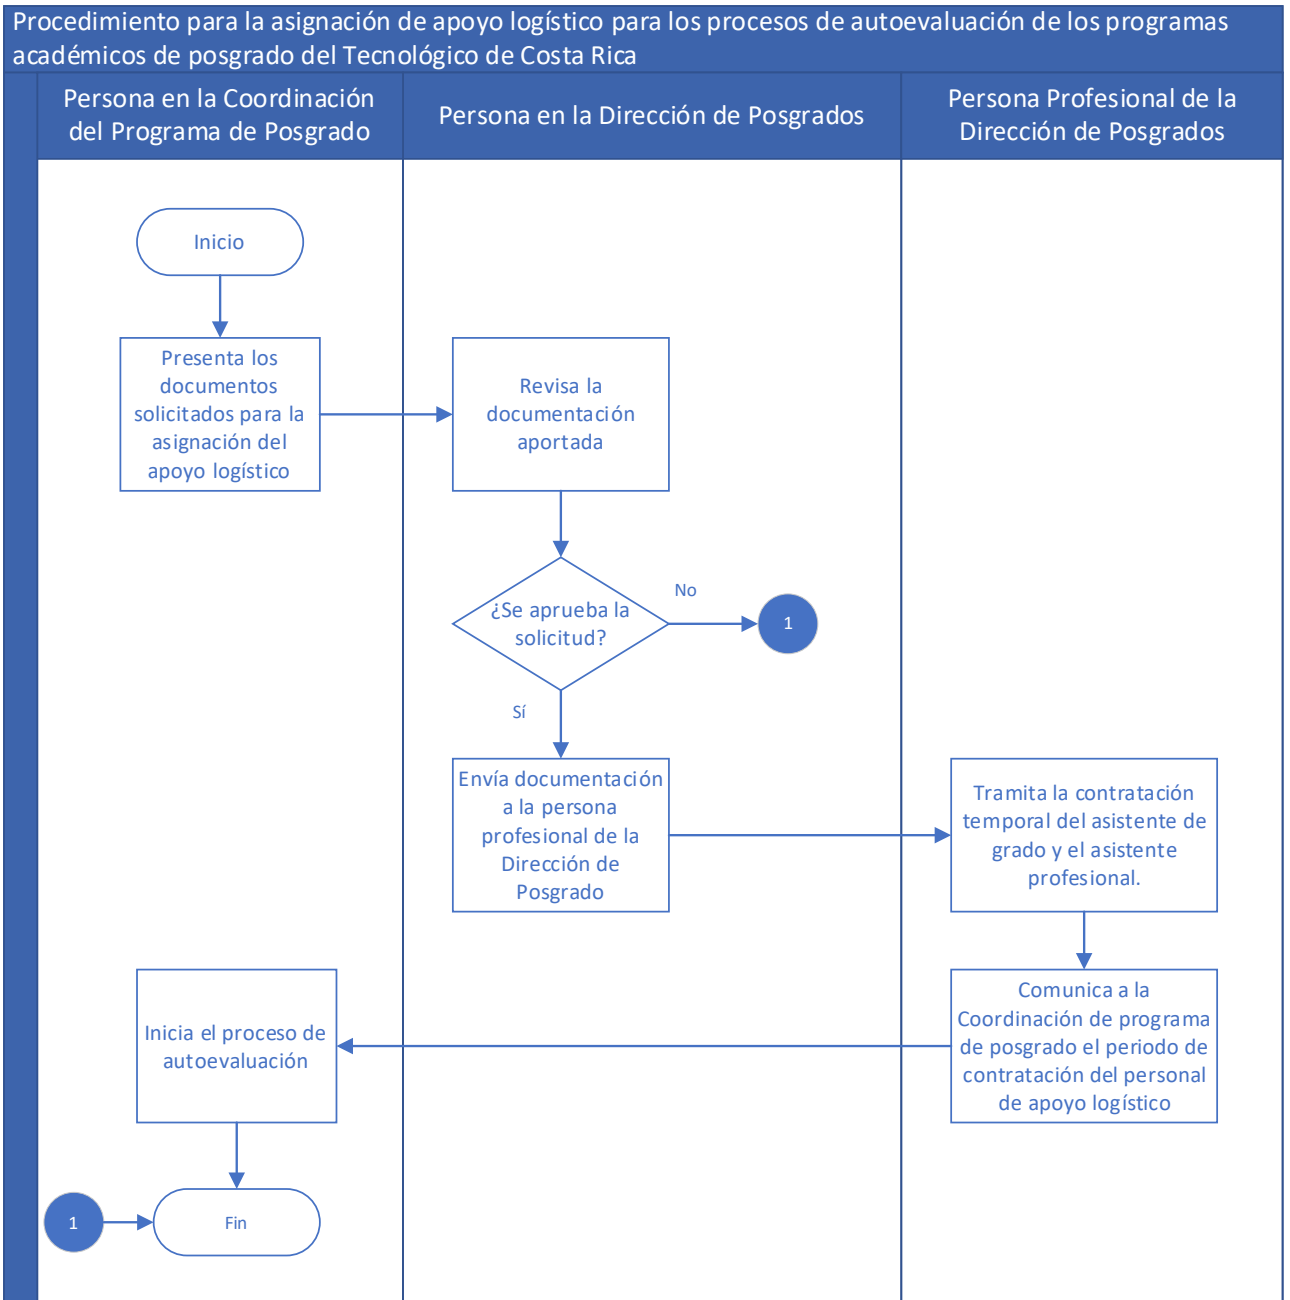 Procedimiento para la asignación de apoyo logístico para los procesos de autoevaluación de los programas
académicos de posgrado del Tecnológico de Costa Rica
Persona en la Coordinación
del Programa de Posgrado
Persona en la Dirección de Posgrados
Persona Profesional de la
Dirección de Posgrados
Inicio
Presenta los
documentos
solicitados para la
asignación del
apoyo logístico
Revisa la
documentación
aportada
¿Se aprueba la
solicitud?
No
1
Sí
Envía documentación
a la persona
profesional de la
Dirección de
Posgrado
Tramita la contratación
temporal del asistente de
grado y el asistente
profesional.
Comunica a la
Coordinación de programa
de posgrado el periodo de
contratación del personal
de apoyo logístico
Inicia el proceso de
autoevaluación
1
Fin